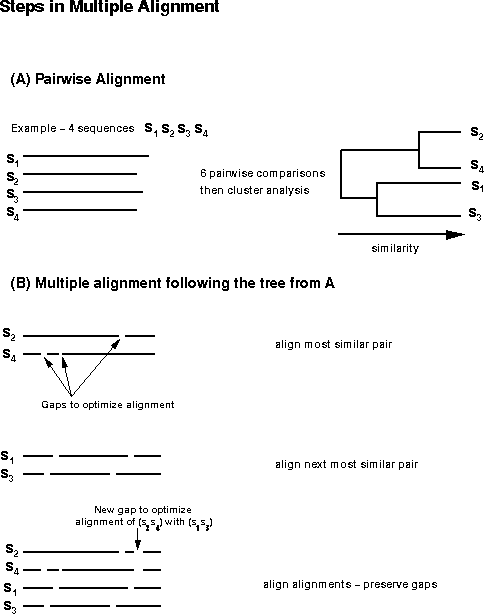 Steps in Multiple Alignment
(A) Pairwise Alignment
Example – 4 sequences S1 S2 S3 S4
S1
S2
S3
S4
6 pairwise comparisons
then cluster analysis
S2
S4
S1
S3
similarity
(B) Multiple alignment following the tree from A
S2
S4
align most similar pair
Gaps to optimize alignment
S1
S3
align next most similar pair
New gap to optimize
alignment of (S2S4) with (S1S3)
S2
S4
S1
S3
align alignments – preserve gaps